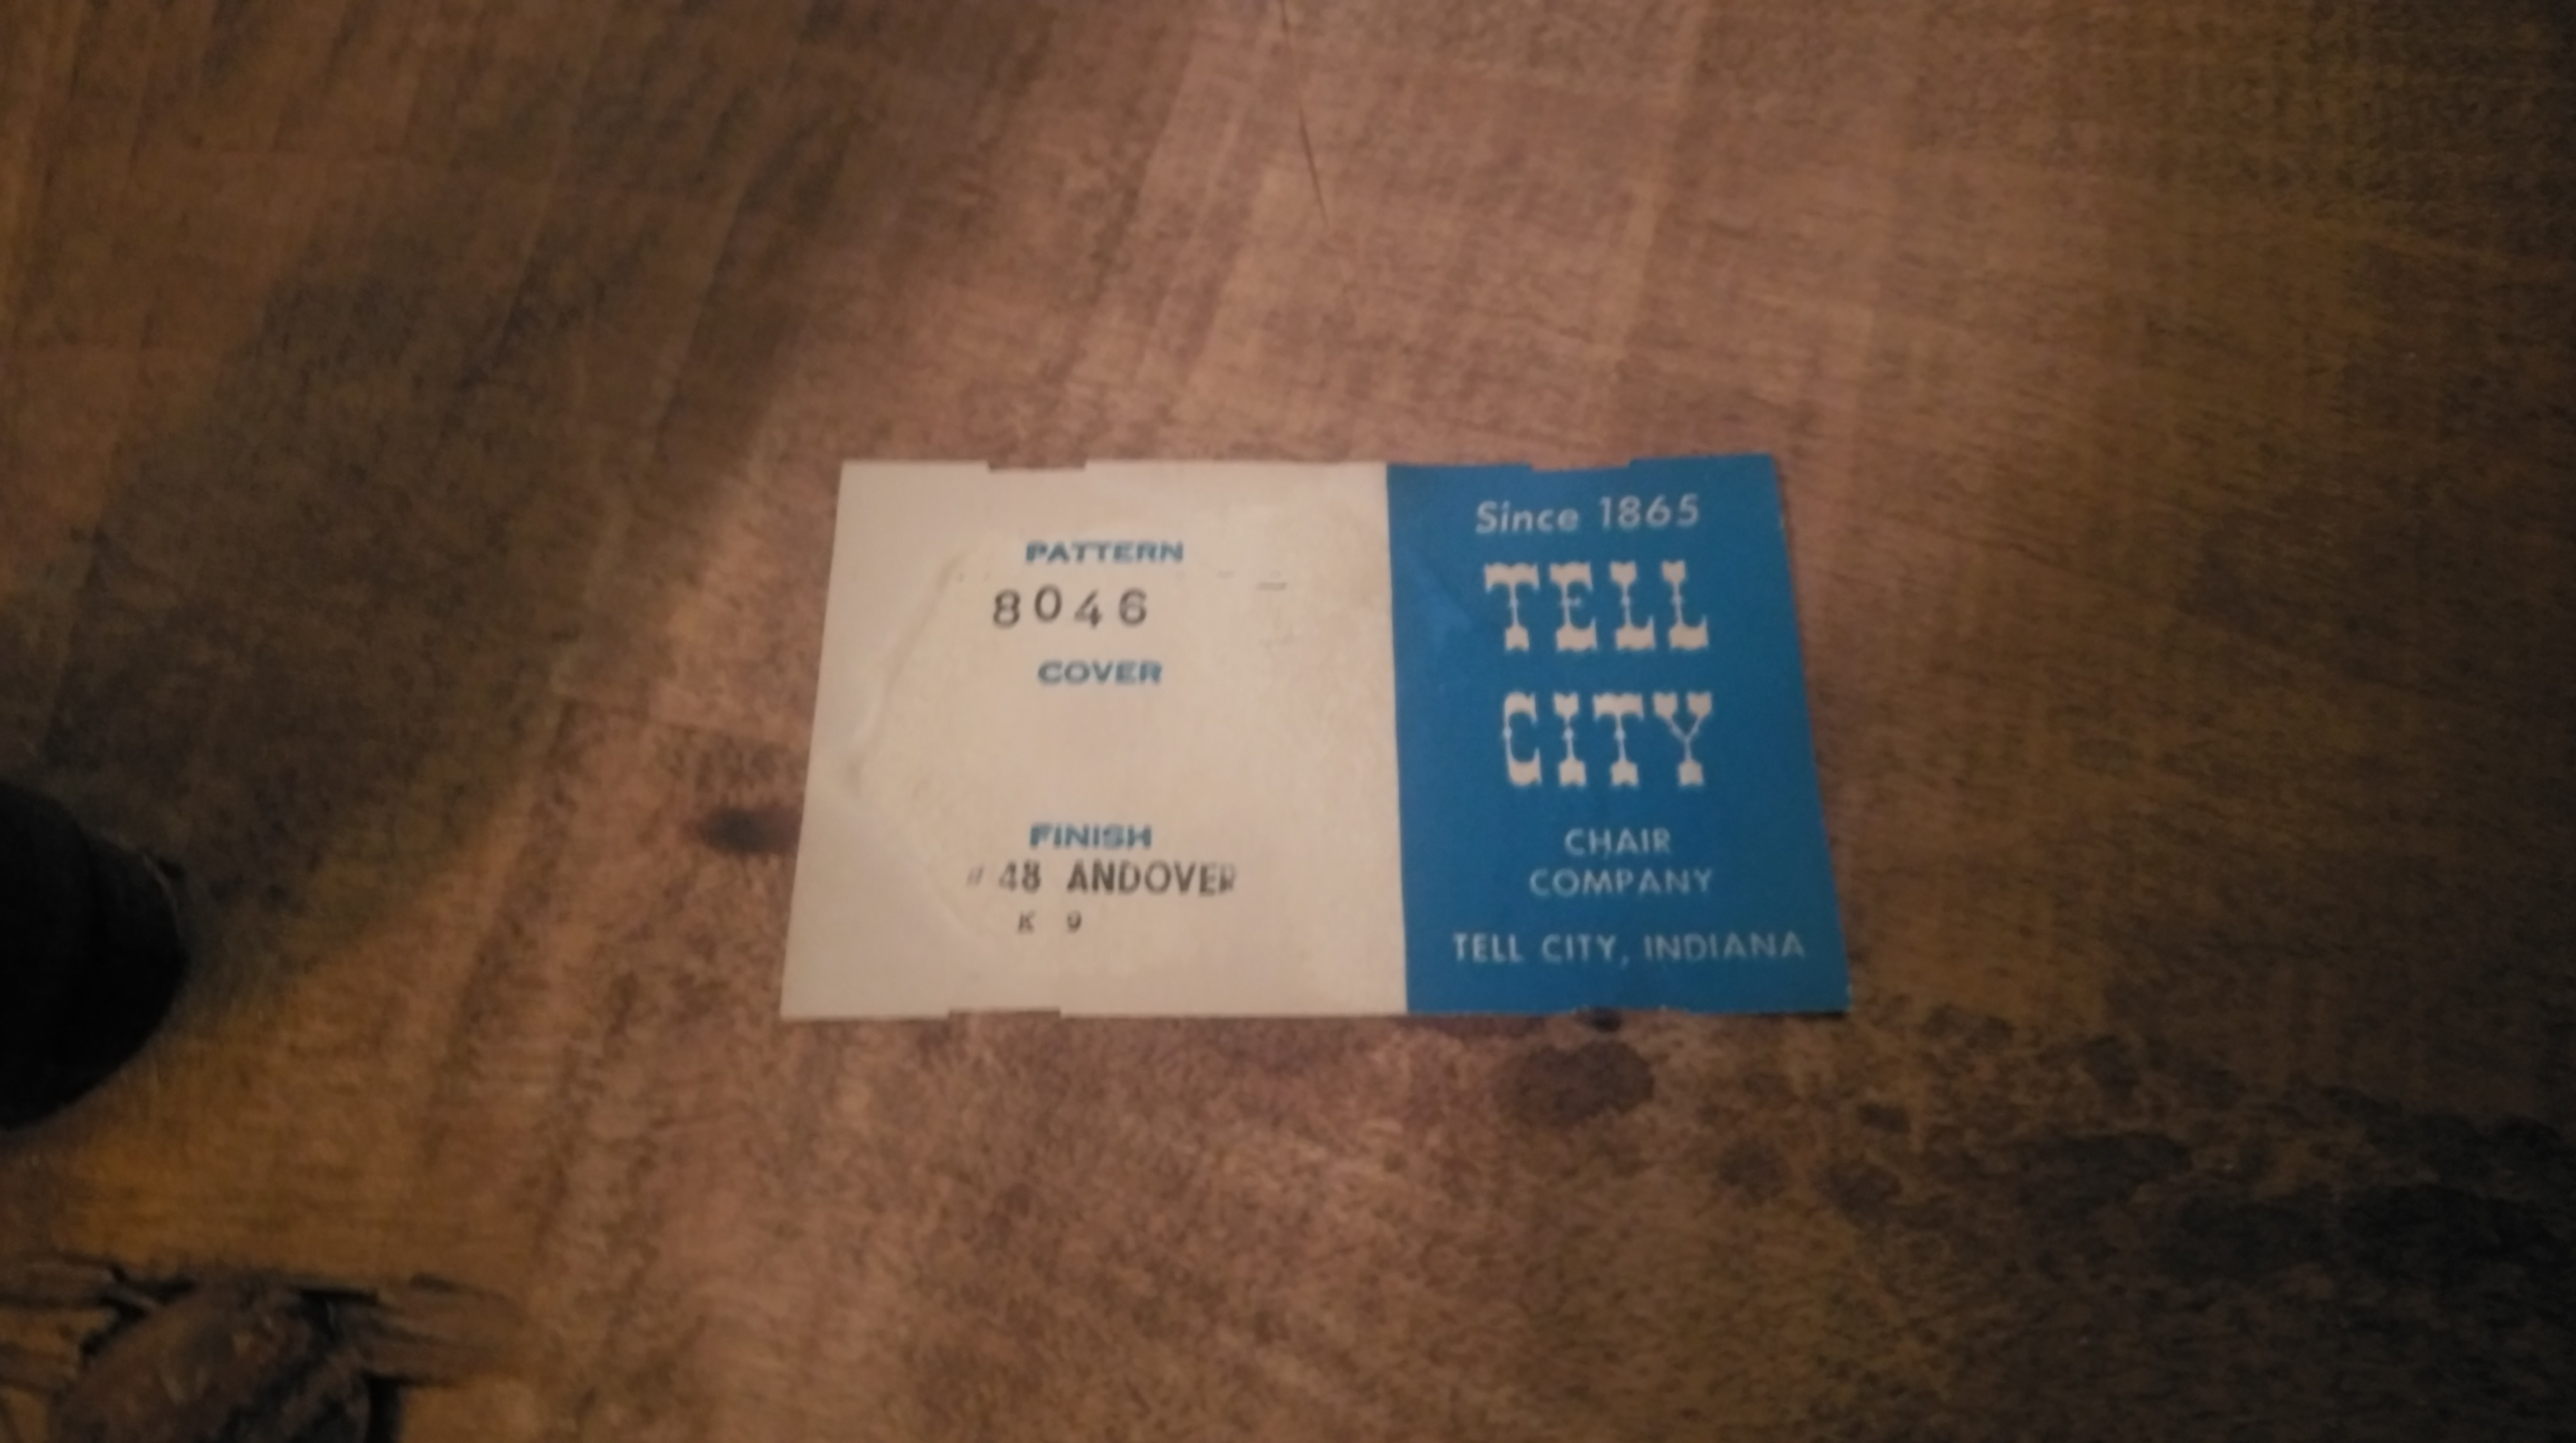 PATTERN
8046
COVER
FINISH
# 48 ANDOVER
K 9
Since 1865
TELL
CITY
CHAIR
COMPANY
TELL CITY, INDIANA